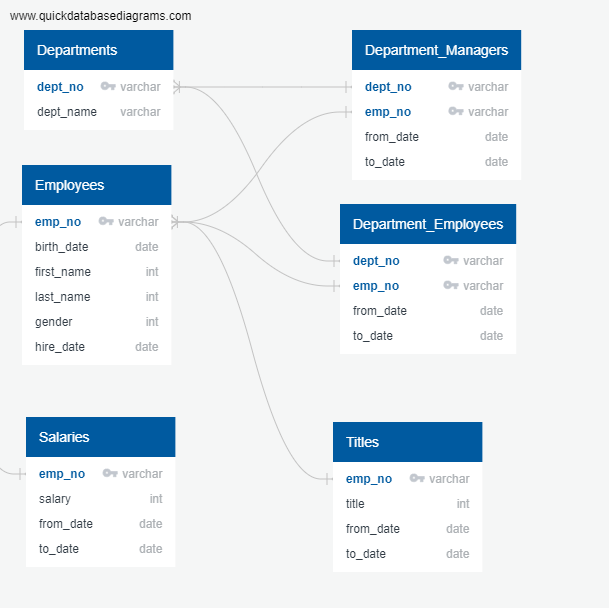 www.quickdatabasediagrams.com
Departments
dept_no varchar
dept_name varchar
Department_Managers
dept_no varchar
emp_no varchar
from_date date
to_date date
Employees
emp_no varchar
birth_date date
first_name int
last_name int
gender int
hire_date date
Department_Employees
dept_no varchar
emp_no varchar
from_date date
to_date date
Salaries
emp_no varchar
salary int
from_date date
to_date date
Titles
emp_no varchar
title int
from_date date
to_date date